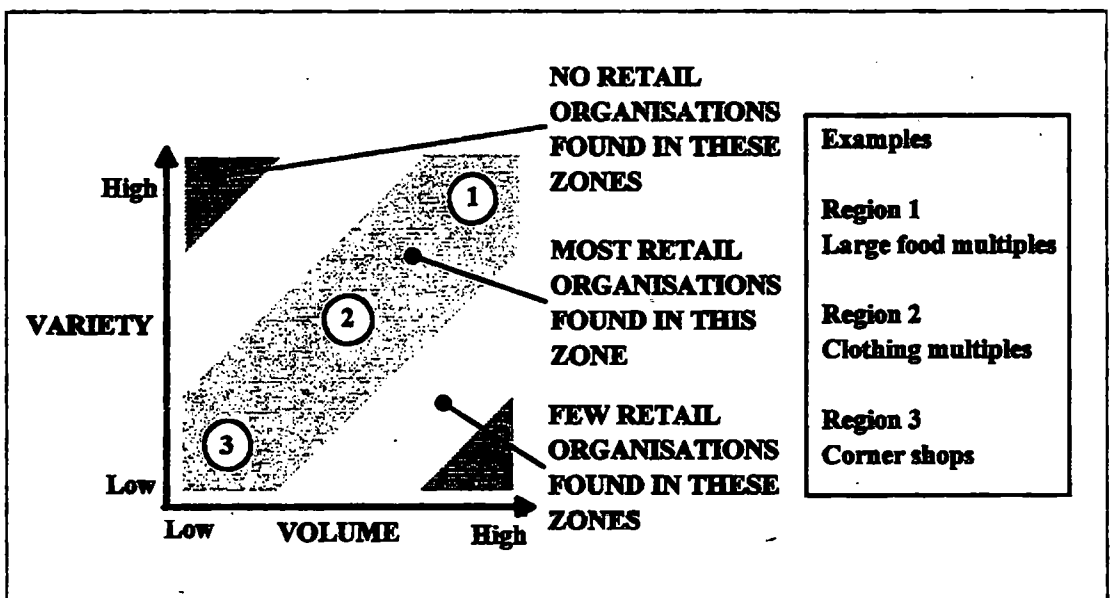 NO RETAIL
ORGANISATIONS
FOUND IN THESE
ZONES
High
1
MOST RETAIL
ORGANISATIONS
FOUND IN THIS
ZONE
VARIETY
2
FEW RETAIL
ORGANISATIONS
FOUND IN THESE
ZONES
3
Low
Low
VOLUME
High
Examples
Region 1
Large food multiples
Region 2
Clothing multiples
Region 3
Corner shops